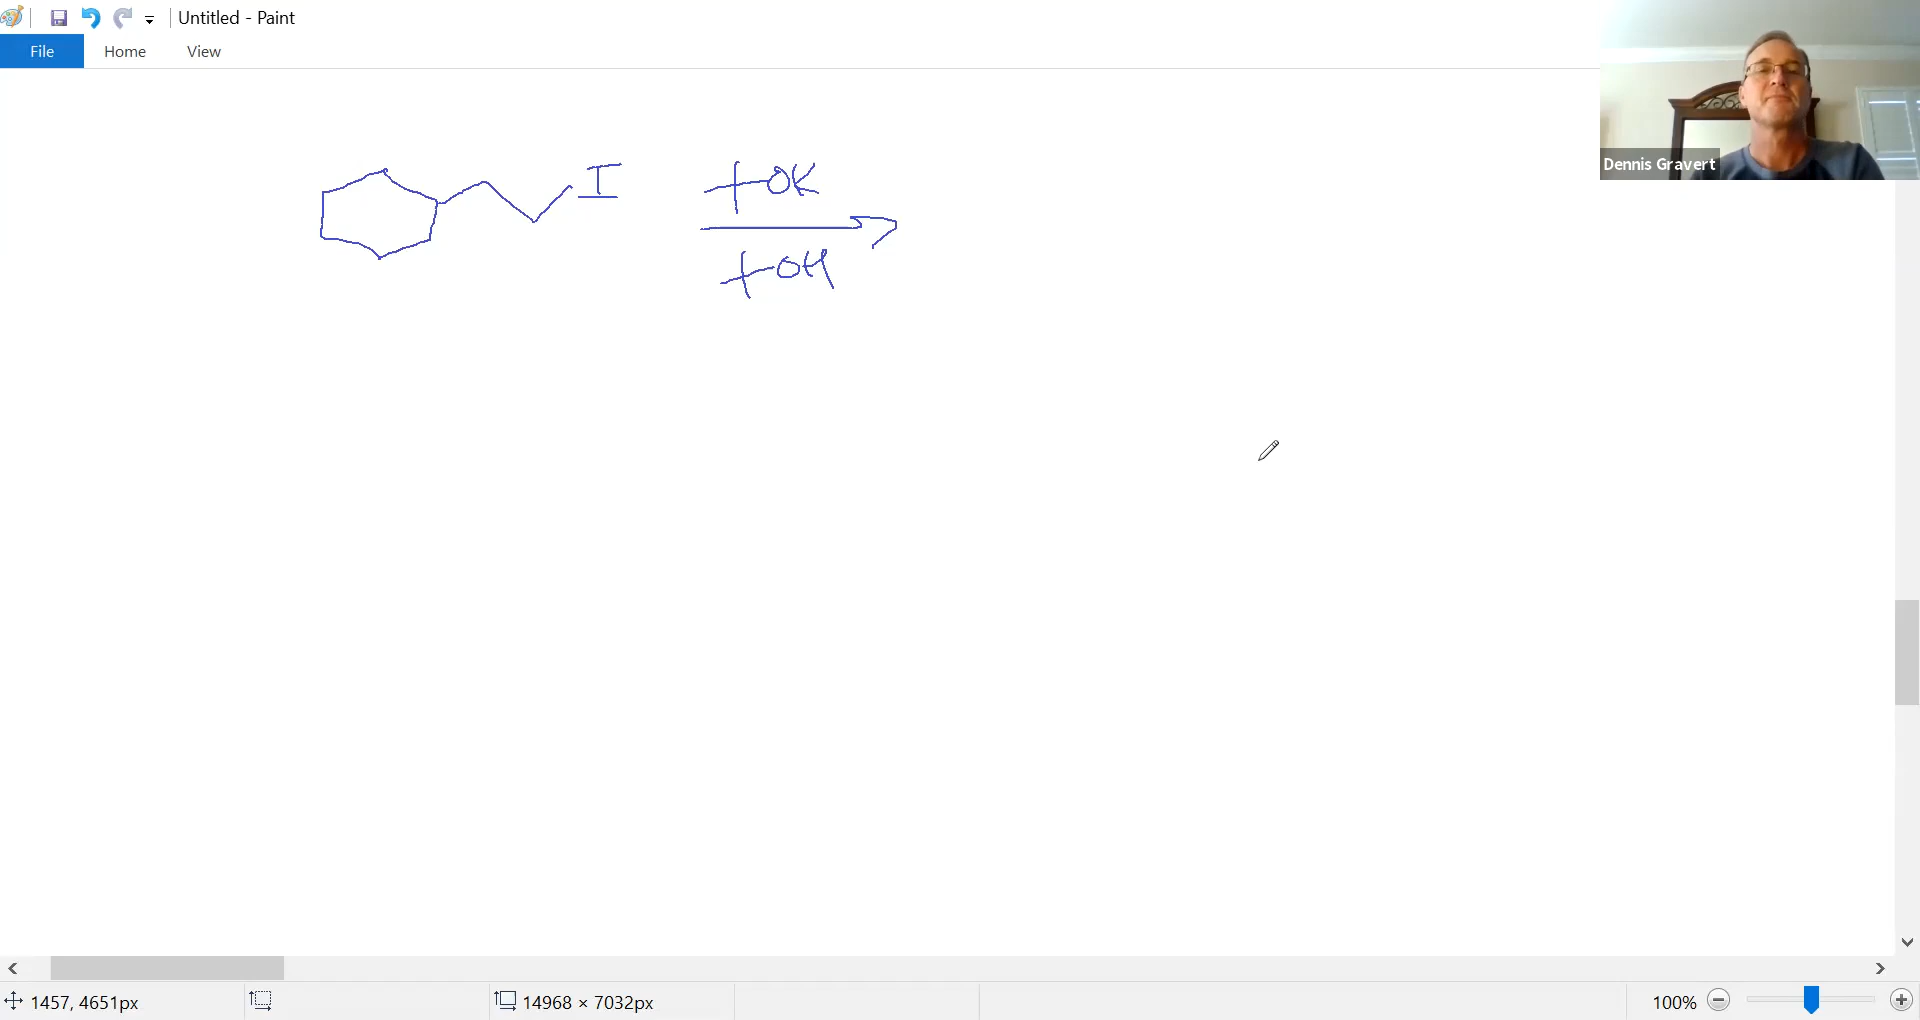 Untitled - Paint
File Home View
Dennis Gravert
I
OK
OH
1457, 4651px
14968 × 7032px
100%